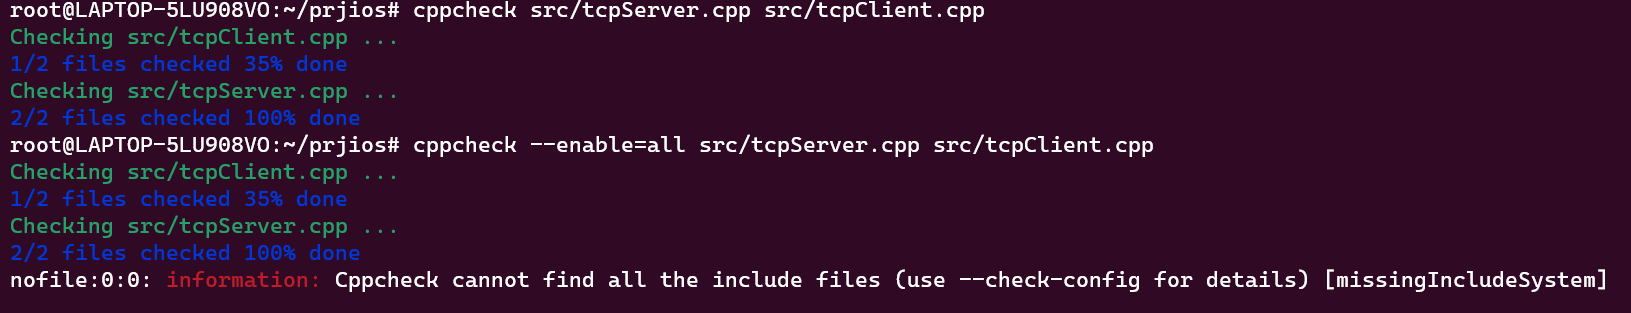 root@LAPTOP-5LU908VO:~/prjios# cppcheck src/tcpServer.cpp src/tcpClient.cpp
Checking src/tcpClient.cpp ...
1/2 files checked 35% done
Checking src/tcpServer.cpp ...
2/2 files checked 100% done
root@LAPTOP-5LU908VO:~/prjios# cppcheck --enable=all src/tcpServer.cpp src/tcpClient.cpp
Checking src/tcpClient.cpp ...
1/2 files checked 35% done
Checking src/tcpServer.cpp ...
2/2 files checked 100% done
nofile:0:0: information: Cppcheck cannot find all the include files (use --check-config for details) [missingIncludeSystem]